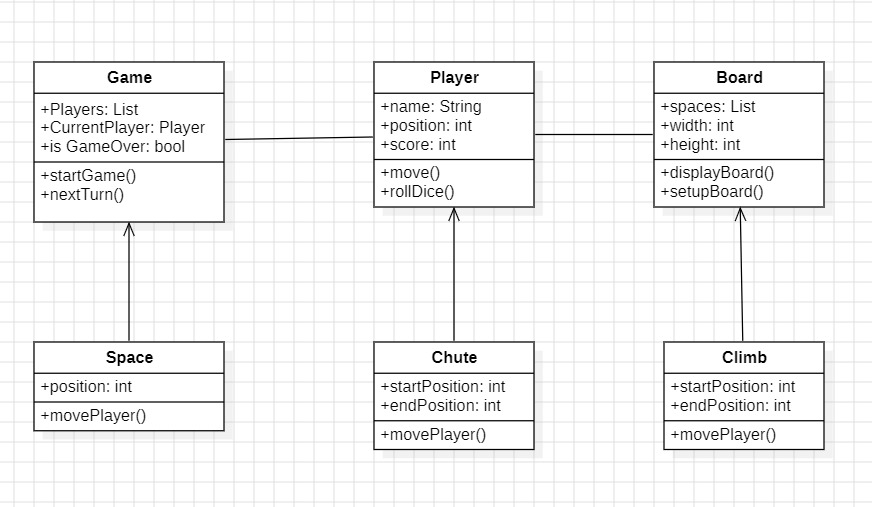 Game
+Players: List
+CurrentPlayer: Player
+is GameOver: bool
+startGame()
+nextTurn()
Player
+name: String
+position: int
+score: int
+move()
+rollDice()
Board
+spaces: List
+width: int
+height: int
+displayBoard()
+setupBoard()
Space
+position: int
+movePlayer()
Chute
+startPosition: int
+endPosition: int
+movePlayer()
Climb
+startPosition: int
+endPosition: int
+movePlayer()